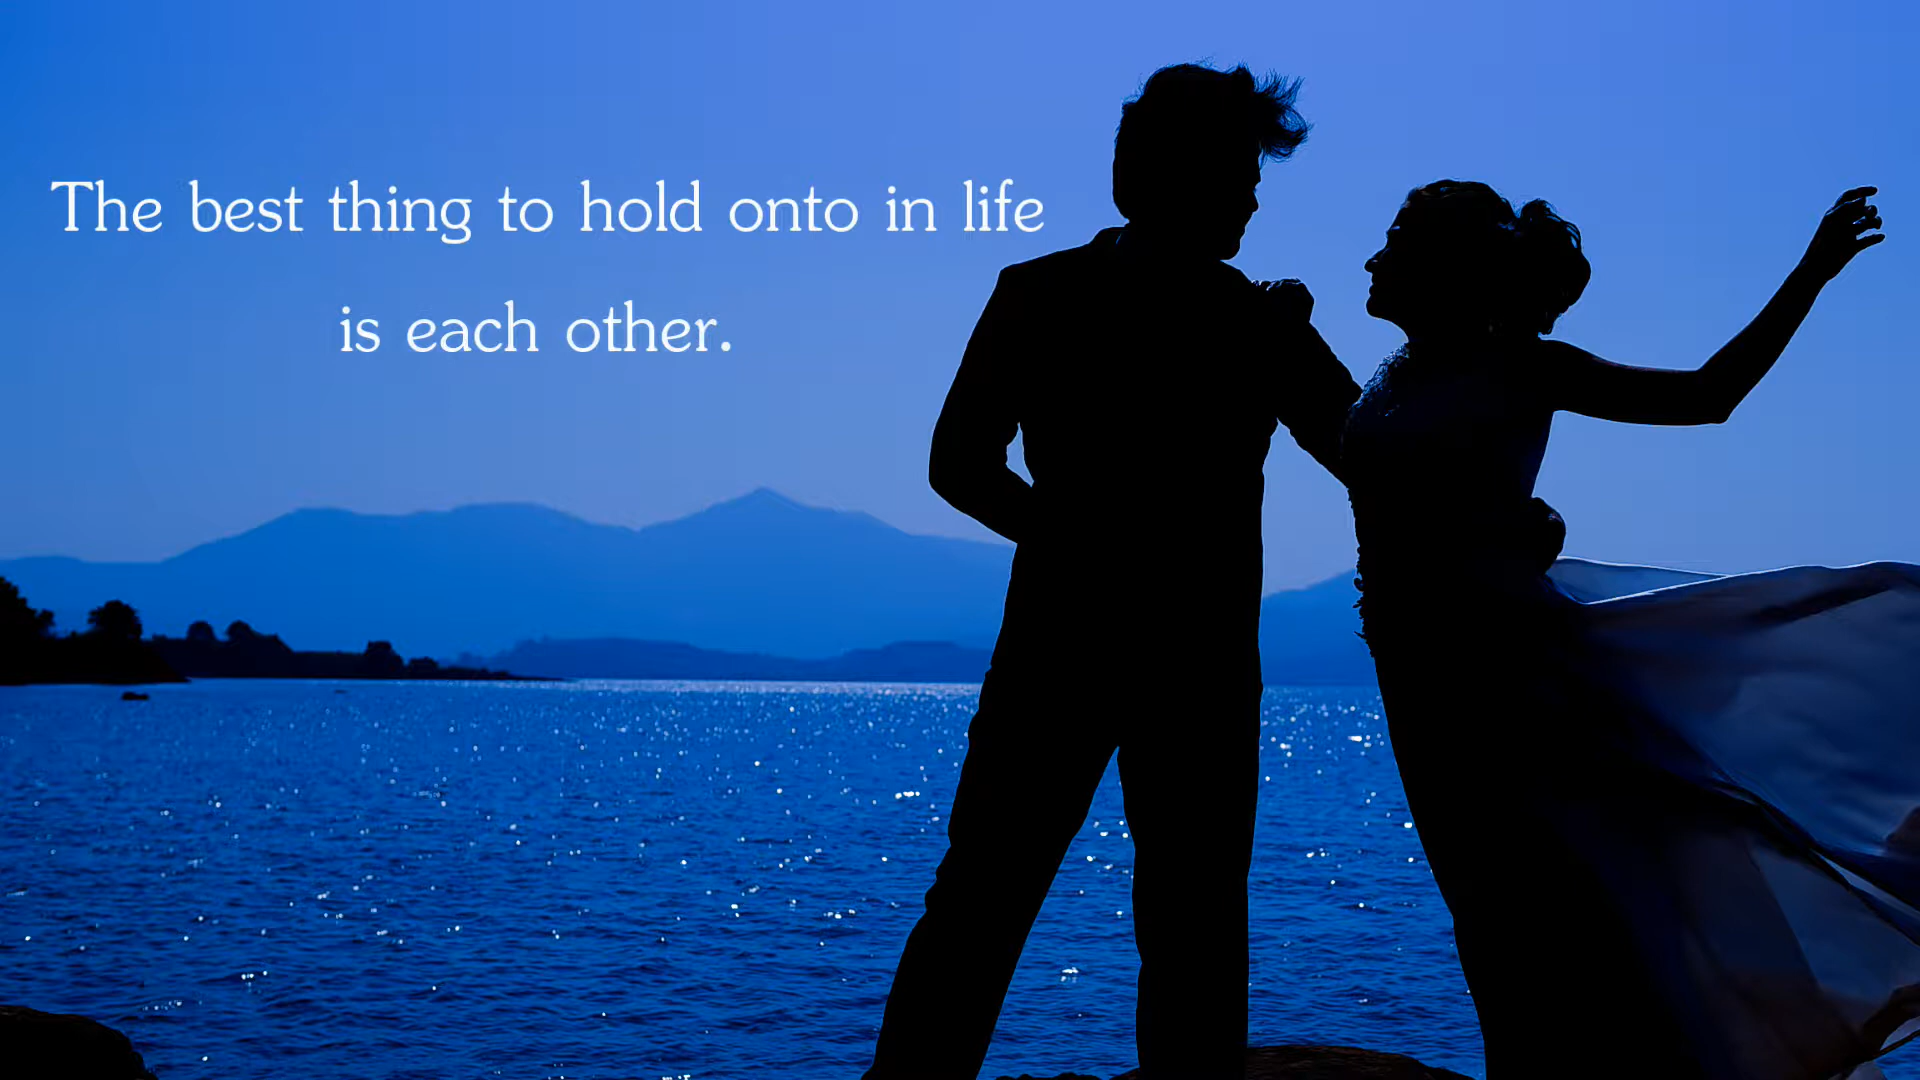 The best thing to hold onto in life
is each other.